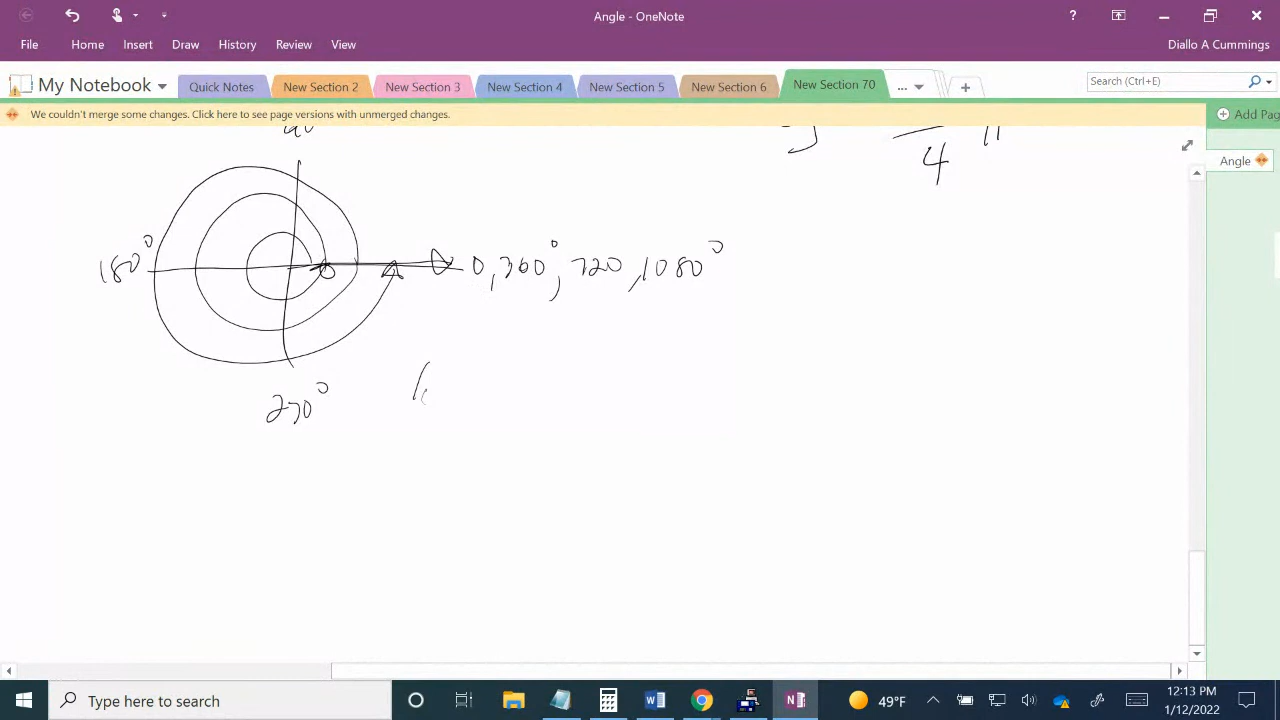 Angle - OneNote
?
File Home Insert Draw History Review View
Diallo A Cummings
My Notebook Quick Notes New Section 2 New Section 3 New Section 4 New Section 5 New Section 6 New Section 70 ... +
Search (Ctrl+E)
We couldn't merge some changes. Click here to see page versions with unmerged changes.
Add Pag
Angle
4
180°
0, 360°, 720, 1080°
270°
Type here to search
49°F
12:13 PM
1/12/2022